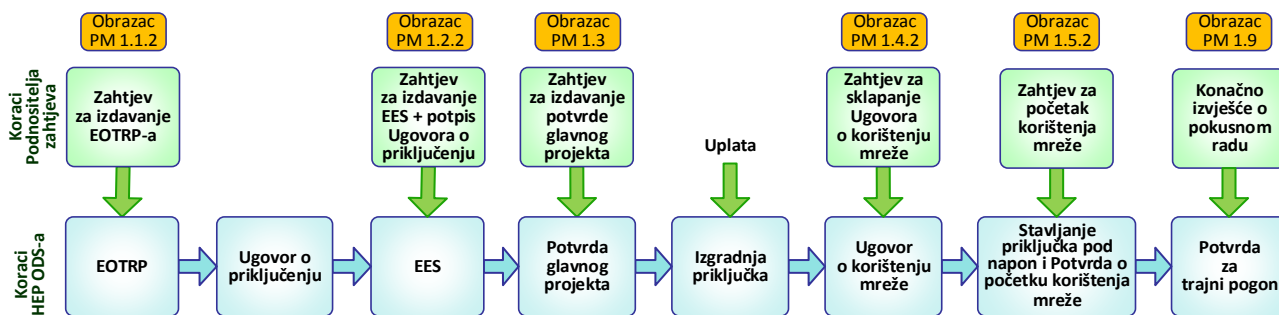 Obrazac
PM 1.1.2
Obrazac
PM 1.2.2
Obrazac
PM 1.3
Obrazac
PM 1.4.2
Obrazac
PM 1.5.2
Obrazac
PM 1.9
Koraci
Podnositelja
zahtjeva
Zahtjev
za izdavanje
EOTRP-a
Zahtjev
za izdavanje
EES + potpis
Ugovora o
priključenju
Zahtjev
za izdavanje
potvrde
glavnog
projekta
Uplata
Zahtjev za
sklapanje
Ugovora
o korištenju
mreže
Zahtjev za
početak
korištenja
mreže
Konačno
izvješće o
pokusnom
radu
Koraci
HEP ODS-a
EOTRP
Ugovor o
priključenju
EES
Potvrda
glavnog
projekta
Izgradnja
priključka
Ugovor
o korištenju
mreže
Stavljanje
priključka pod
napon i Potvrda o
početku korištenja
mreže
Potvrda
za
trajni pogon